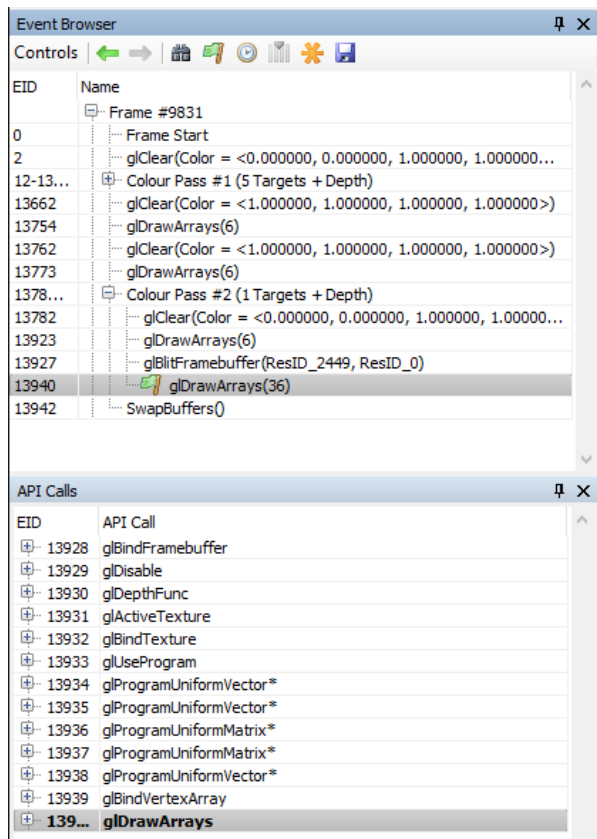 Event Browser
Controls
EID Name
Frame #9831
0 Frame Start
2 glClear(Color = <0.000000, 0.000000, 1.000000, 1.000000...
12-13... Colour Pass #1 (5 Targets + Depth)
13662 glClear(Color = <1.000000, 1.000000, 1.000000, 1.000000>)
13754 glDrawArrays(6)
13762 glClear(Color = <1.000000, 1.000000, 1.000000, 1.000000>)
13773 glDrawArrays(6)
1378... Colour Pass #2 (1 Targets + Depth)
13782 glClear(Color = <0.000000, 0.000000, 1.000000, 1.00000...
13923 glDrawArrays(6)
13927 glBlitFramebuffer(ResID_2449, ResID_0)
13940 glDrawArrays(36)
13942 SwapBuffers()
API Calls
EID API Call
13928 glBindFramebuffer
13929 glDisable
13930 glDepthFunc
13931 glActiveTexture
13932 glBindTexture
13933 glUseProgram
13934 glProgramUniformVector*
13935 glProgramUniformVector*
13936 glProgramUniformMatrix*
13937 glProgramUniformMatrix*
13938 glProgramUniformVector*
13939 glBindVertexArray
139... glDrawArrays